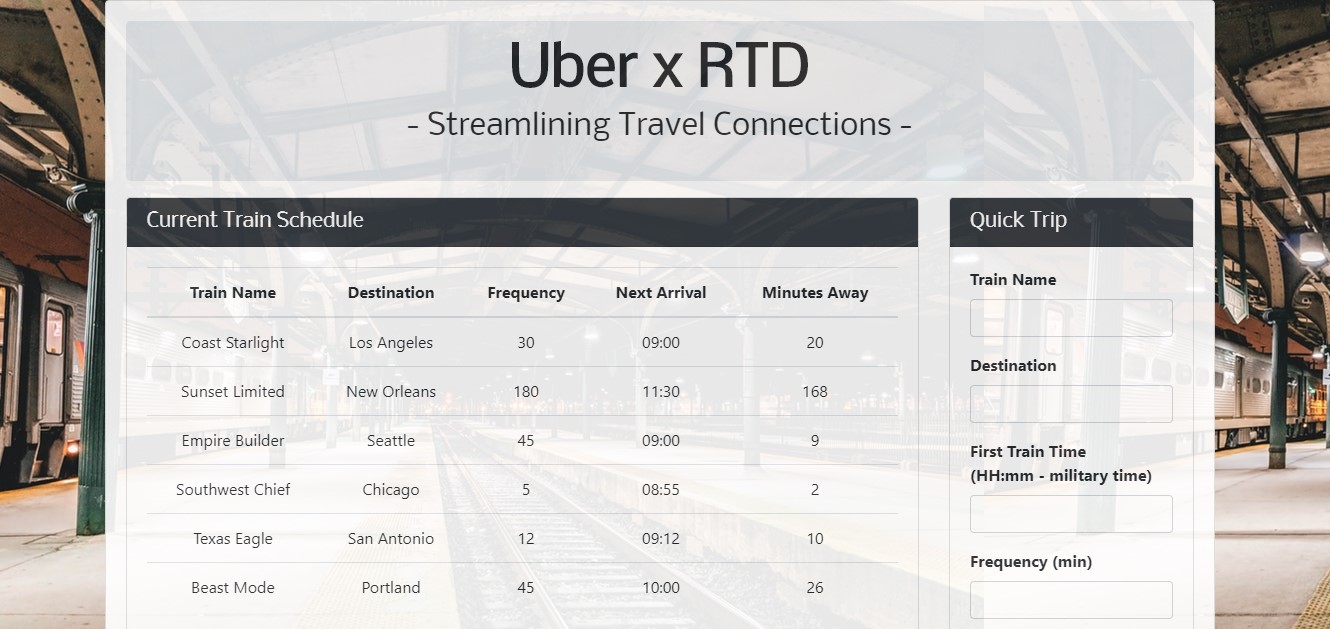 Uber x RTD
- Streamlining Travel Connections -
Current Train Schedule
Train Name Destination Frequency Next Arrival Minutes Away
Coast Starlight Los Angeles 30 09:00 20
Sunset Limited New Orleans 180 11:30 168
Empire Builder Seattle 45 09:00 9
Southwest Chief Chicago 5 08:55 2
Texas Eagle San Antonio 12 09:12 10
Beast Mode Portland 45 10:00 26
Quick Trip
Train Name
Destination
First Train Time
(HH:mm - military time)
Frequency (min)